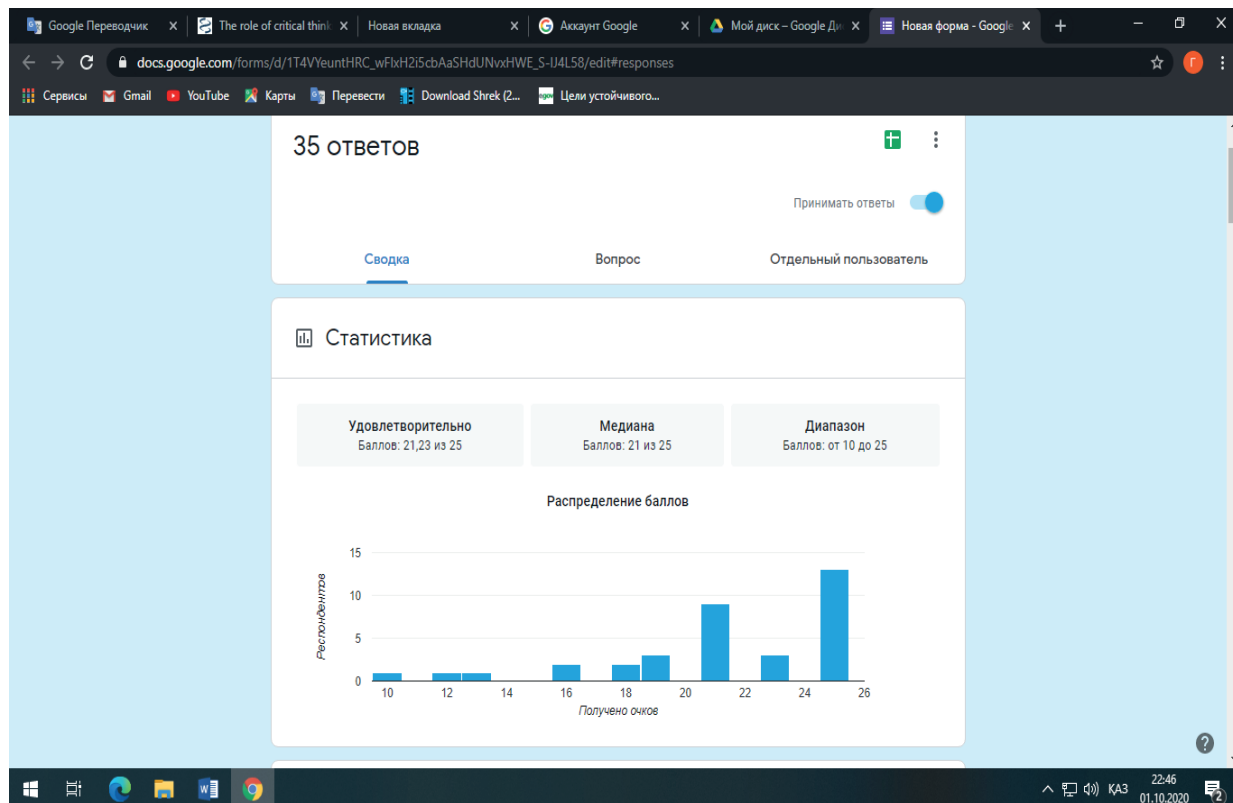 Google Переводчик
The role of critical think
Новая вкладка
Аккаунт Google
Мой диск – Google Ди
Новая форма - Google
docs.google.com/forms/d/1T4VYeuntHRC_wFlxH2i5cbAaSHdUNvxHWE_S-IJ4L58/edit#responses
Г
Сервисы
Gmail
YouTube
Карты
Перевести
Download Shrek (2...
Цели устойчивого...
35 ответов
Принимать ответы
Сводка
Вопрос
Отдельный пользователь
Статистика
Удовлетворительно
Баллов: 21,23 из 25
Медиана
Баллов: 21 из 25
Диапазон
Баллов: от 10 до 25
Распределение баллов
Респондентов
15
10
5
0
10 12 14 16 18 20 22 24 26
Получено очков
ҚАЗ
22:46
01.10.2020
2